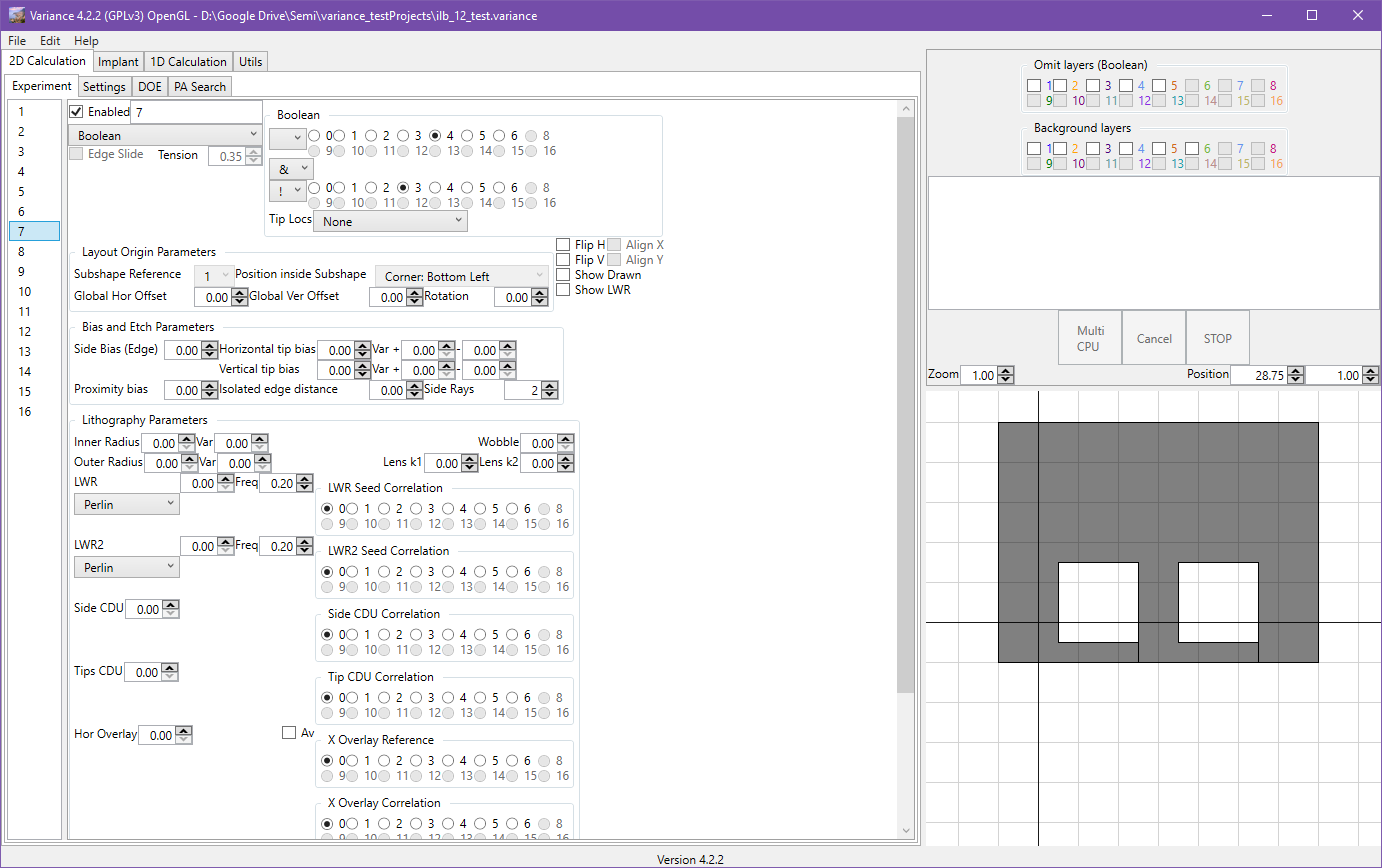 Variance 4.2.2 (GPLv3) OpenGL - D:\Google Drive\Semi\variance_testProjects\ilb_12_test.variance
File Edit Help
2D Calculation Implant 1D Calculation Utils
Experiment Settings DOE PA Search
1
2
3
4
5
6
7
8
9
10
11
12
13
14
15
16
Enabled 7
Boolean
Edge Slide Tension 0.35
Boolean
0 1 2 3 4 5 6 8
9 10 11 12 13 14 15 16
&
! 0 1 2 3 4 5 6 8
9 10 11 12 13 14 15 16
Tip Locs None
Layout Origin Parameters
Subshape Reference 1 Position inside Subshape Corner: Bottom Left
Global Hor Offset 0.00 Global Ver Offset 0.00 Rotation 0.00
Flip H Align X
Flip V Align Y
Show Drawn
Show LWR
Bias and Etch Parameters
Side Bias (Edge) 0.00 Horizontal tip bias 0.00 Var + 0.00 - 0.00
Vertical tip bias 0.00 Var + 0.00 - 0.00
Proximity bias 0.00 Isolated edge distance 0.00 Side Rays 2
Lithography Parameters
Inner Radius 0.00 Var 0.00 Wobble 0.00
Outer Radius 0.00 Var 0.00 Lens k1 0.00 Lens k2 0.00
LWR 0.00 Freq 0.20
Perlin
LWR Seed Correlation
0 1 2 3 4 5 6 8
9 10 11 12 13 14 15 16
LWR2 0.00 Freq 0.20
Perlin
LWR2 Seed Correlation
0 1 2 3 4 5 6 8
9 10 11 12 13 14 15 16
Side CDU 0.00
Side CDU Correlation
0 1 2 3 4 5 6 8
9 10 11 12 13 14 15 16
Tips CDU 0.00
Tip CDU Correlation
0 1 2 3 4 5 6 8
9 10 11 12 13 14 15 16
Hor Overlay 0.00 Av
X Overlay Reference
0 1 2 3 4 5 6 8
9 10 11 12 13 14 15 16
X Overlay Correlation
0 1 2 3 4 5 6 8
9 10 11 12 13 14 15 16
Omit layers (Boolean)
1 2 3 4 5 6 7 8
9 10 11 12 13 14 15 16
Background layers
1 2 3 4 5 6 7 8
9 10 11 12 13 14 15 16
Multi
CPU
Cancel
STOP
Zoom 1.00 Position 28.75 1.00
Version 4.2.2